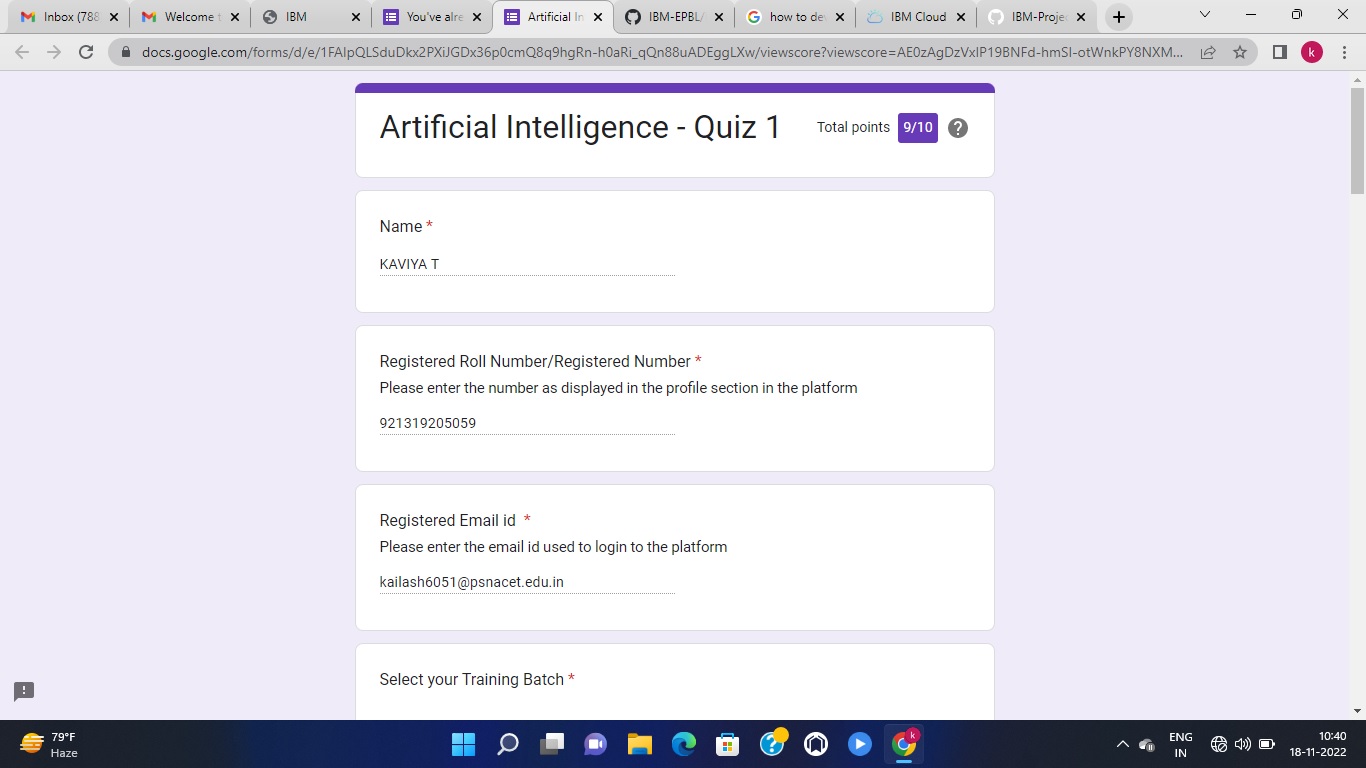 Inbox (788
Welcome t
IBM
You've alre
Artificial In
IBM-EPBL/
how to dev
IBM Cloud
IBM-Projec
docs.google.com/forms/d/e/1FAIpQLSduDkx2PXiJGDx36p0cmQ8q9hgRn-h0aRi_qQn88uADEggLXw/viewscore?viewscore=AE0zAgDzVxlP19BNFd-hmSI-otWnkPY8NXM...
k
Artificial Intelligence - Quiz 1
Total points 9/10
Name *
KAVIYA T
Registered Roll Number/Registered Number *
Please enter the number as displayed in the profile section in the platform
921319205059
Registered Email id *
Please enter the email id used to login to the platform
kailash6051@psnacet.edu.in
Select your Training Batch *
79°F
Haze
k
ENG
IN
10:40
18-11-2022